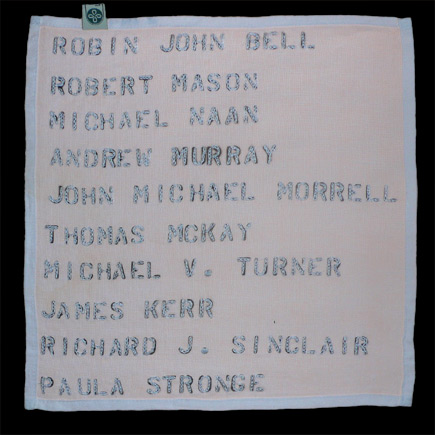 ROBIN JOHN BELL
ROBERT MASON
MICHAEL NAAN
ANDREW MURRAY
JOHN MICHAEL MORRELL
THOMAS MCKAY
MICHAEL V. TURNER
JAMES KERR
RICHARD J. SINCLAIR
PAULA STRONGE